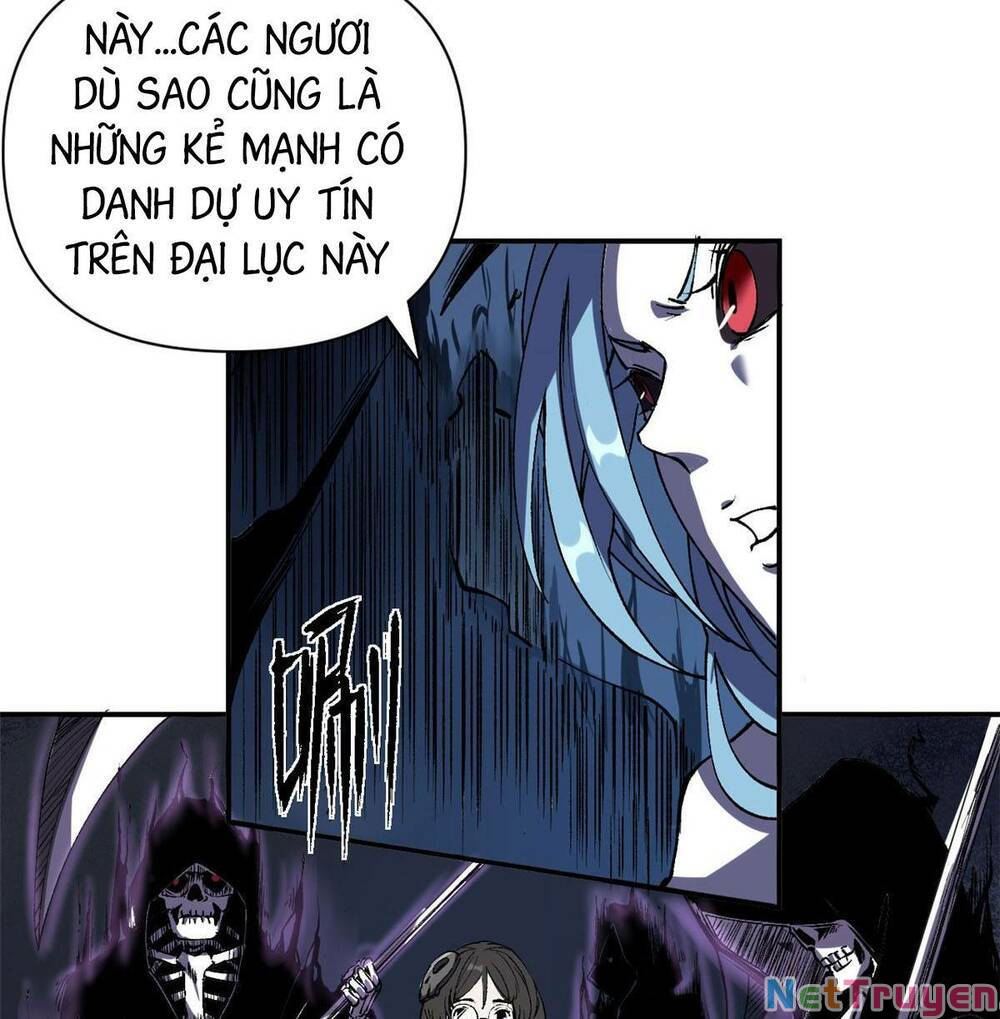 NÀY...CÁC NGƯƠI
DÙ SAO CŨNG LÀ
NHỮNG KẺ MẠNH CÓ
DANH DỰ UY TÍN
TRÊN ĐẠI LỤC NÀY
唰
NetTruyen